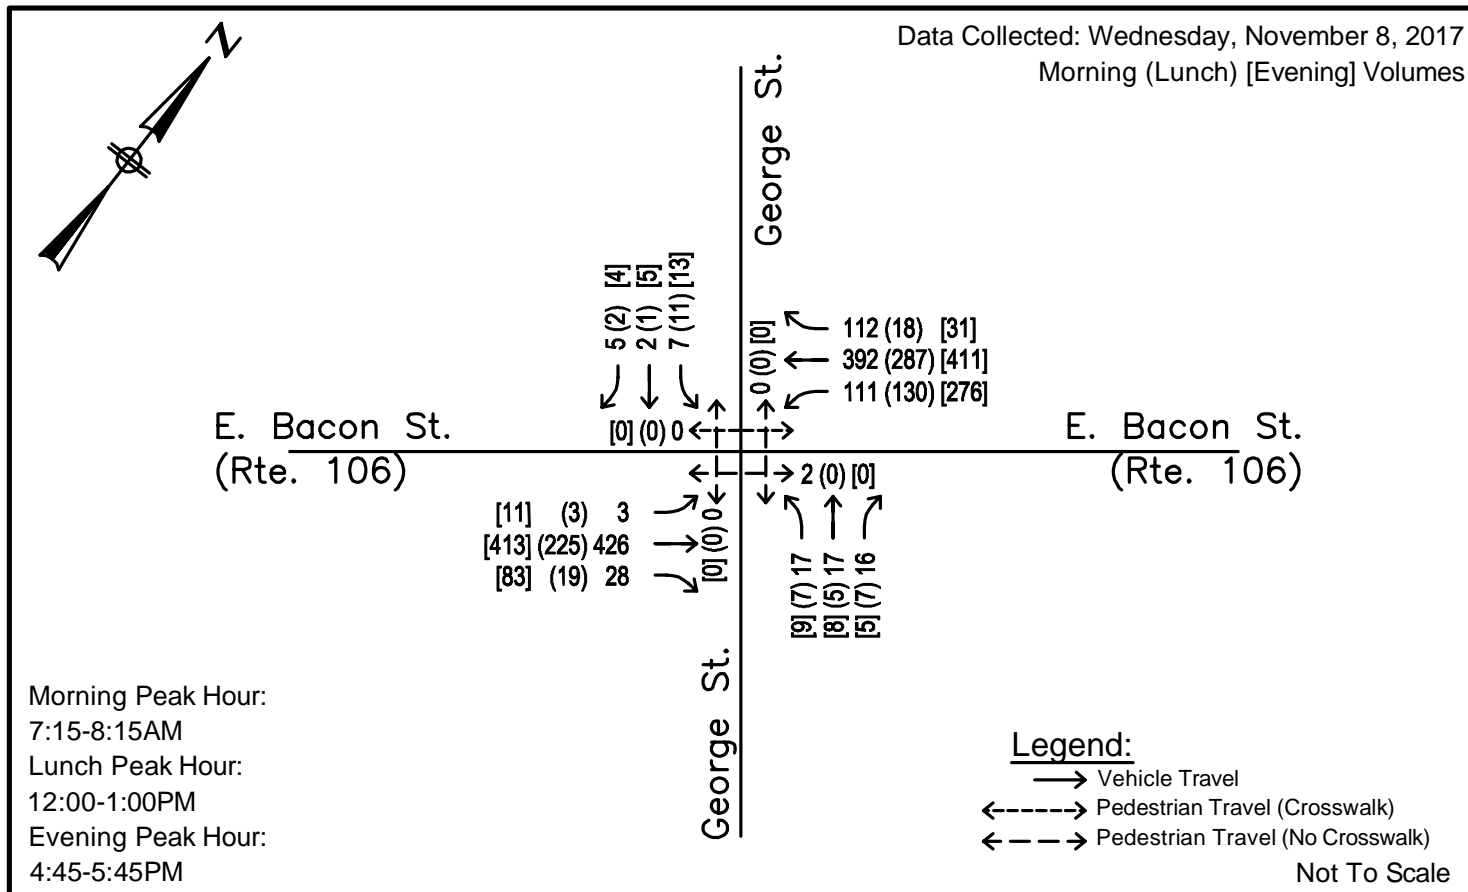 N
Data Collected: Wednesday, November 8, 2017
Morning (Lunch) [Evening] Volumes
George St.
5 (2) [4]
2 (1) [5]
7 (11) [13]
0 (0) [0]
112 (18) [31]
392 (287) [411]
111 (130) [276]
E. Bacon St.
(Rte. 106)
[0] (0) 0
E. Bacon St.
(Rte. 106)
2 (0) [0]
[11] (3) 3
[413] (225) 426
[83] (19) 28
[0] (0) 0
[9] (7) 17
[8] (5) 17
[5] (7) 16
George St.
Morning Peak Hour:
7:15-8:15AM
Lunch Peak Hour:
12:00-1:00PM
Evening Peak Hour:
4:45-5:45PM
Legend:
Vehicle Travel
Pedestrian Travel (Crosswalk)
Pedestrian Travel (No Crosswalk)
Not To Scale